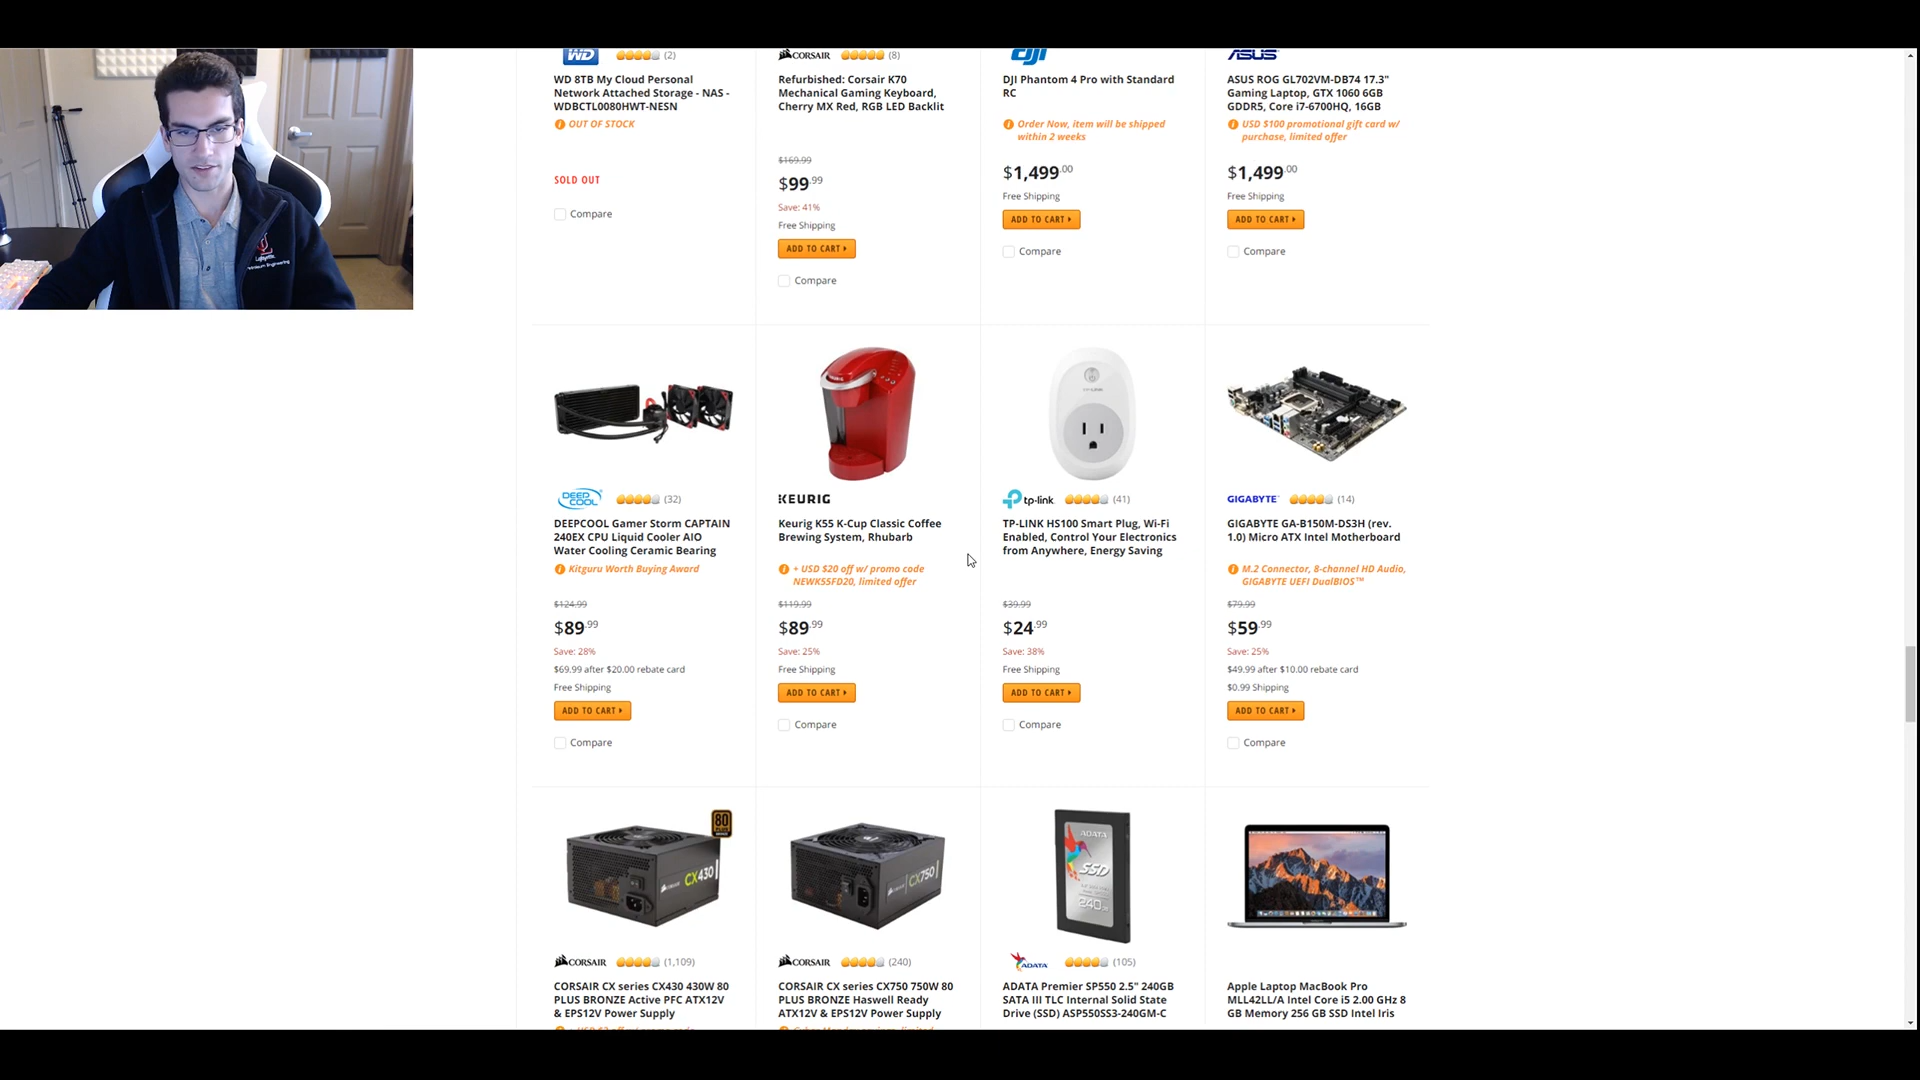 WD (2)
WD 8TB My Cloud Personal
Network Attached Storage - NAS -
WDBCTL0080HWT-NESN
OUT OF STOCK
SOLD OUT
Compare
CORSAIR (8)
Refurbished: Corsair K70
Mechanical Gaming Keyboard,
Cherry MX Red, RGB LED Backlit
$169.99
$99.99
Save: 41%
Free Shipping
ADD TO CART
Compare
dji
DJI Phantom 4 Pro with Standard
RC
Order Now, item will be shipped
within 2 weeks
$1,499.00
Free Shipping
ADD TO CART
Compare
ASUS
ASUS ROG GL702VM-DB74 17.3"
Gaming Laptop, GTX 1060 6GB
GDDR5, Core i7-6700HQ, 16GB
USD $100 promotional gift card w/
purchase, limited offer
$1,499.00
Free Shipping
ADD TO CART
Compare
Lafayette
DEEP COOL (32)
DEEPCOOL Gamer Storm CAPTAIN
240EX CPU Liquid Cooler AIO
Water Cooling Ceramic Bearing
Kitguru Worth Buying Award
$124.99
$89.99
Save: 28%
$69.99 after $20.00 rebate card
Free Shipping
ADD TO CART
Compare
KEURIG
Keurig K55 K-Cup Classic Coffee
Brewing System, Rhubarb
+ USD $20 off w/ promo code
NEWK55FD20, limited offer
$119.99
$89.99
Save: 25%
Free Shipping
ADD TO CART
Compare
tp-link (41)
TP-LINK HS100 Smart Plug, Wi-Fi
Enabled, Control Your Electronics
from Anywhere, Energy Saving
$39.99
$24.99
Save: 38%
Free Shipping
ADD TO CART
Compare
GIGABYTE (14)
GIGABYTE GA-B150M-DS3H (rev.
1.0) Micro ATX Intel Motherboard
M.2 Connector, 8-channel HD Audio,
GIGABYTE UEFI DualBIOS™
$79.99
$59.99
Save: 25%
$49.99 after $10.00 rebate card
$0.99 Shipping
ADD TO CART
Compare
80
CX430
CORSAIR (1,109)
CORSAIR CX series CX430 430W 80
PLUS BRONZE Active PFC ATX12V
& EPS12V Power Supply
CX750
CORSAIR (240)
CORSAIR CX series CX750 750W 80
PLUS BRONZE Haswell Ready
ATX12V & EPS12V Power Supply
ADATA
SSD
240
ADATA (105)
ADATA Premier SP550 2.5" 240GB
SATA III TLC Internal Solid State
Drive (SSD) ASP550SS3-240GM-C
Apple Laptop MacBook Pro
MLL42LL/A Intel Core i5 2.00 GHz 8
GB Memory 256 GB SSD Intel Iris